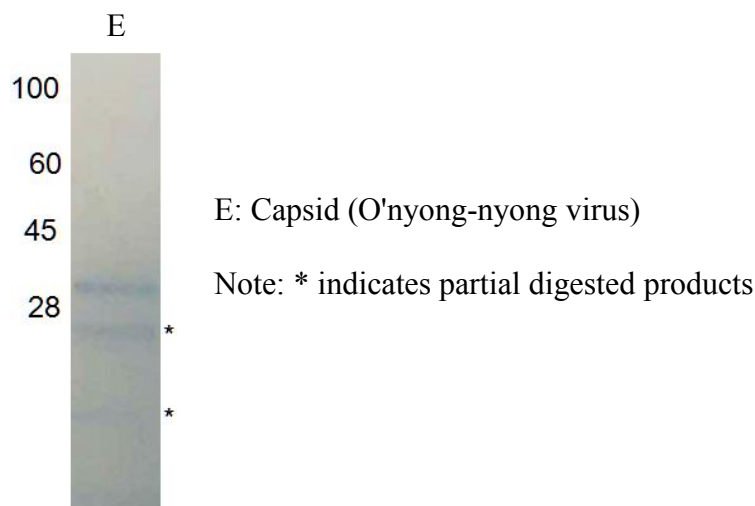 E
100
60
45
E: Capsid (O'nyong-nyong virus)
Note: * indicates partial digested products
28
*
*